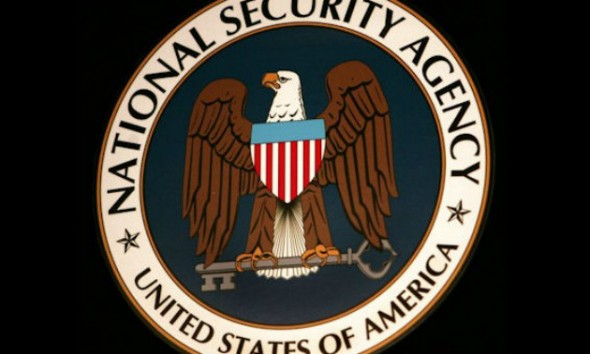 NATIONAL SECURITY AGENCY
UNITED STATES OF AMERICA